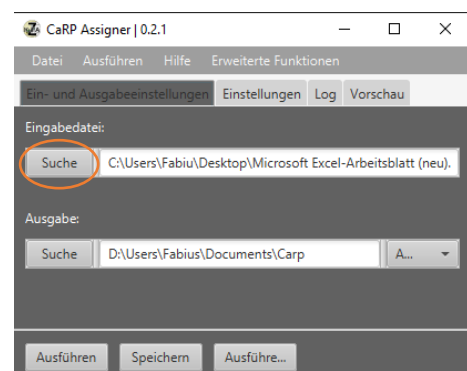 CaRP Assigner | 0.2.1
Datei Ausführen Hilfe Erweiterte Funktionen
Ein- und Ausgabeeinstellungen Einstellungen Log Vorschau
Eingabedatei:
Suche C:\Users\Fabiu\Desktop\Microsoft Excel-Arbeitsblatt (neu).
Ausgabe:
Suche D:\Users\Fabius\Documents\Carp A...
Ausführen Speichern Ausführe...